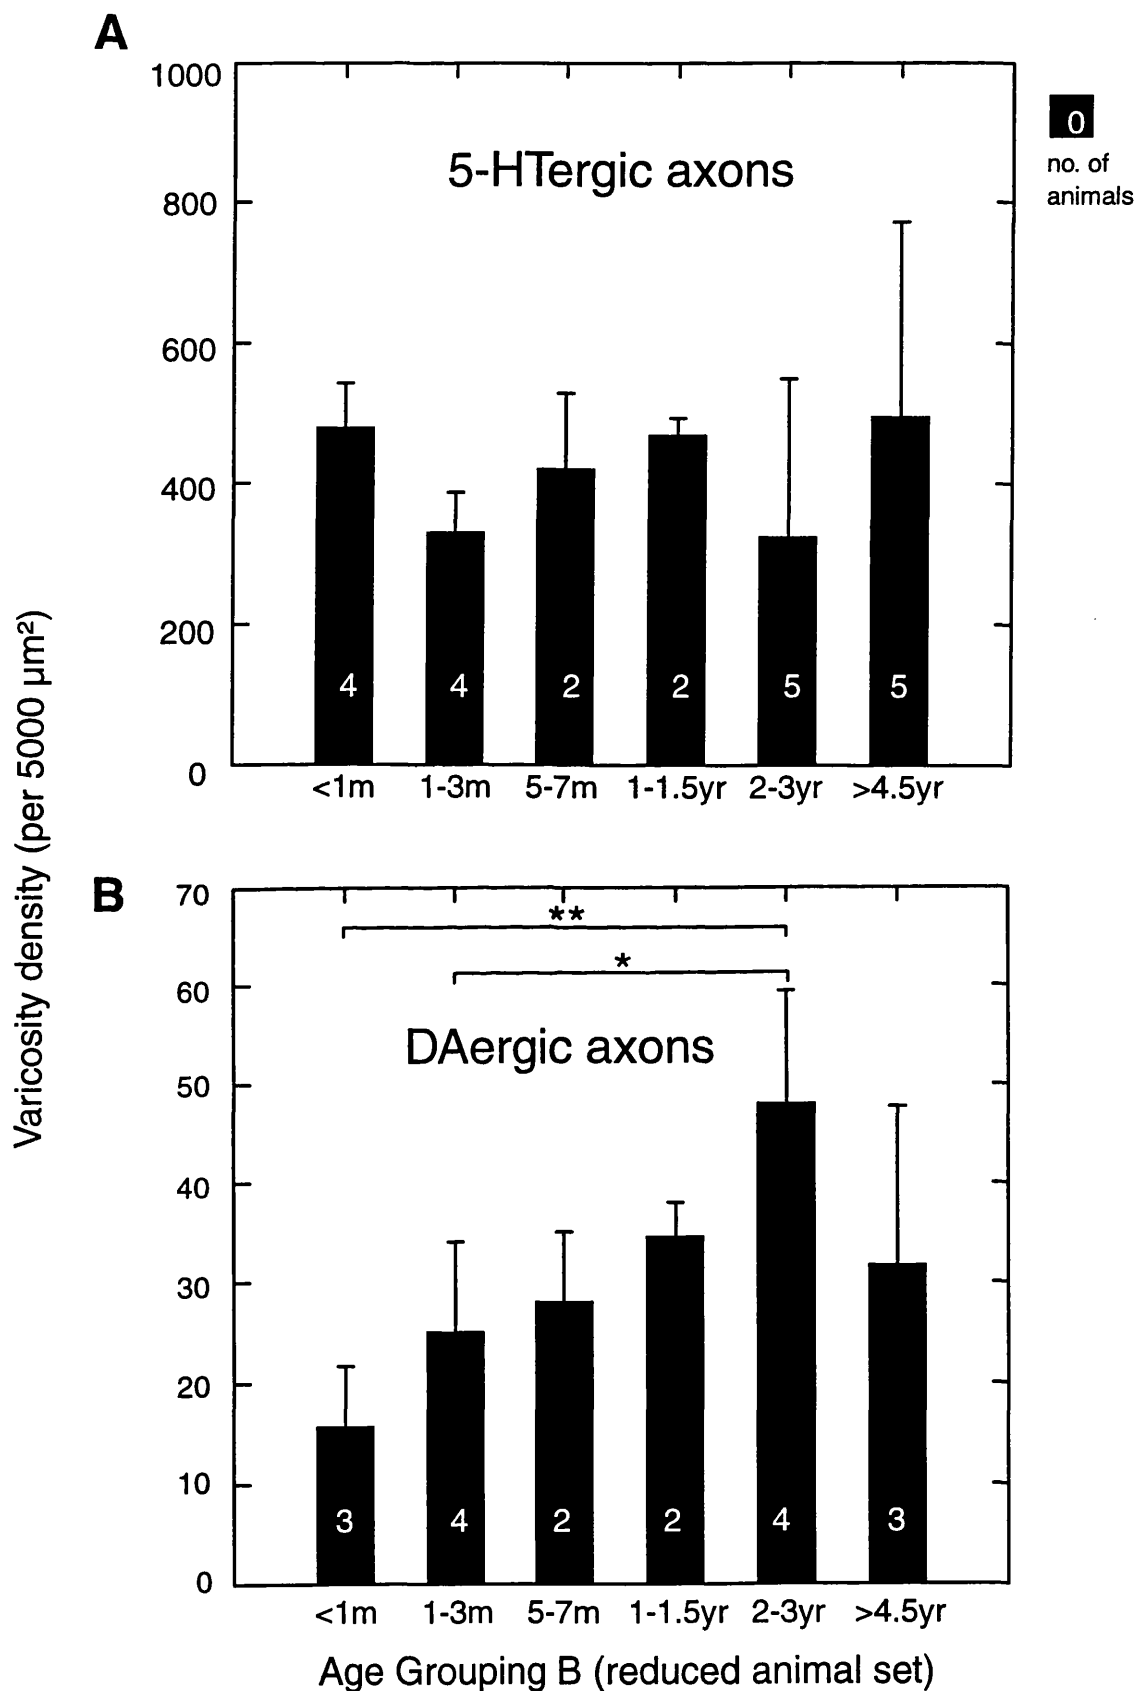 A
1000
800
600
400
200
0
5-HTergic axons
0
no. of
animals
4
4
2
2
5
5
<1m
1-3m
5-7m
1-1.5yr
2-3yr
>4.5yr
Varicosity density (per 5000 µm²)
B
70
60
50
40
30
20
10
0
**
*
DAergic axons
3
4
2
2
4
3
<1m
1-3m
5-7m
1-1.5yr
2-3yr
>4.5yr
Age Grouping B (reduced animal set)